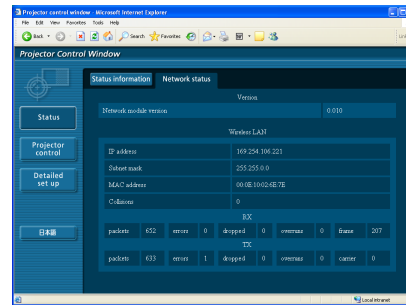 Projector control window - Microsoft Internet Explorer
File Edit View Favorites Tools Help
Back Search Favorites
Projector Control Window
Status information Network status
Version
Network module version 0.010
Wireless LAN
IP address 169.254.106.221
Subnet mask 255.255.0.0
MAC address 00:0E:10:02:6E:7E
Collisions 0
RX
packets 652 errors 0 dropped 0 overruns 0 frame 207
TX
packets 633 errors 1 dropped 0 overruns 0 carrier 0
Status
Projector
control
Detailed
set up
日本語
Local intranet